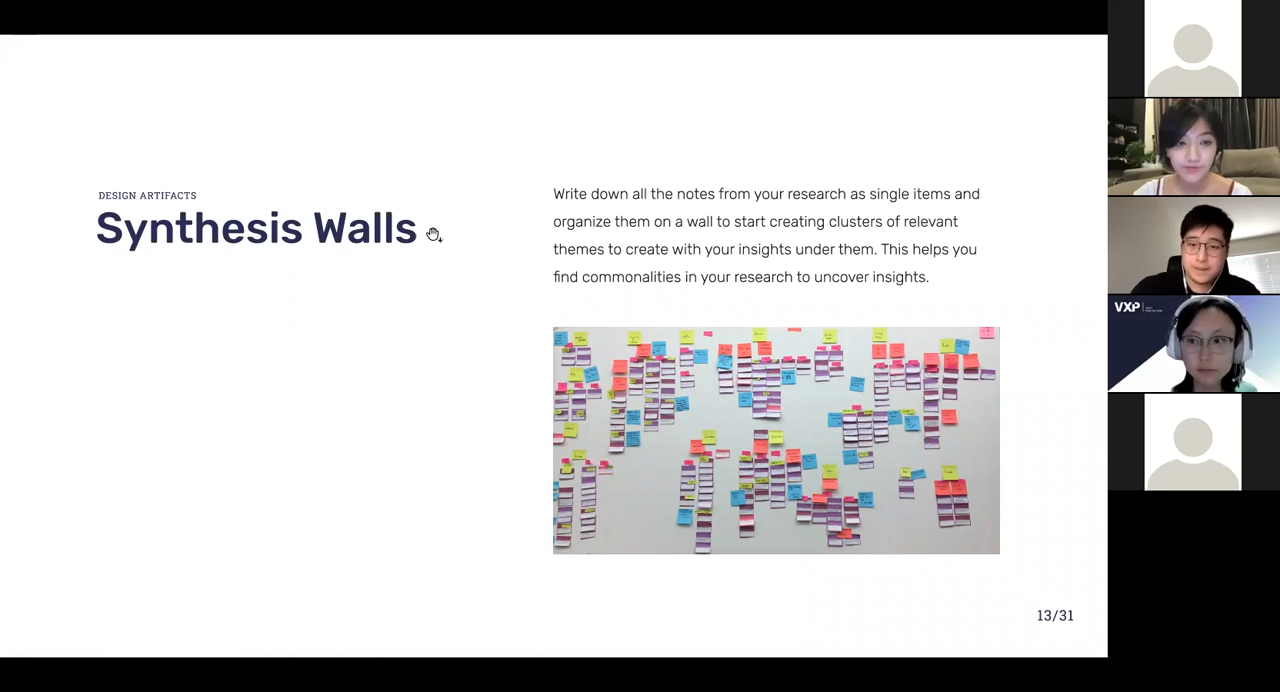 DESIGN ARTIFACTS
Synthesis Walls
Write down all the notes from your research as single items and
organize them on a wall to start creating clusters of relevant
themes to create with your insights under them. This helps you
find commonalities in your research to uncover insights.
13/31
VXP